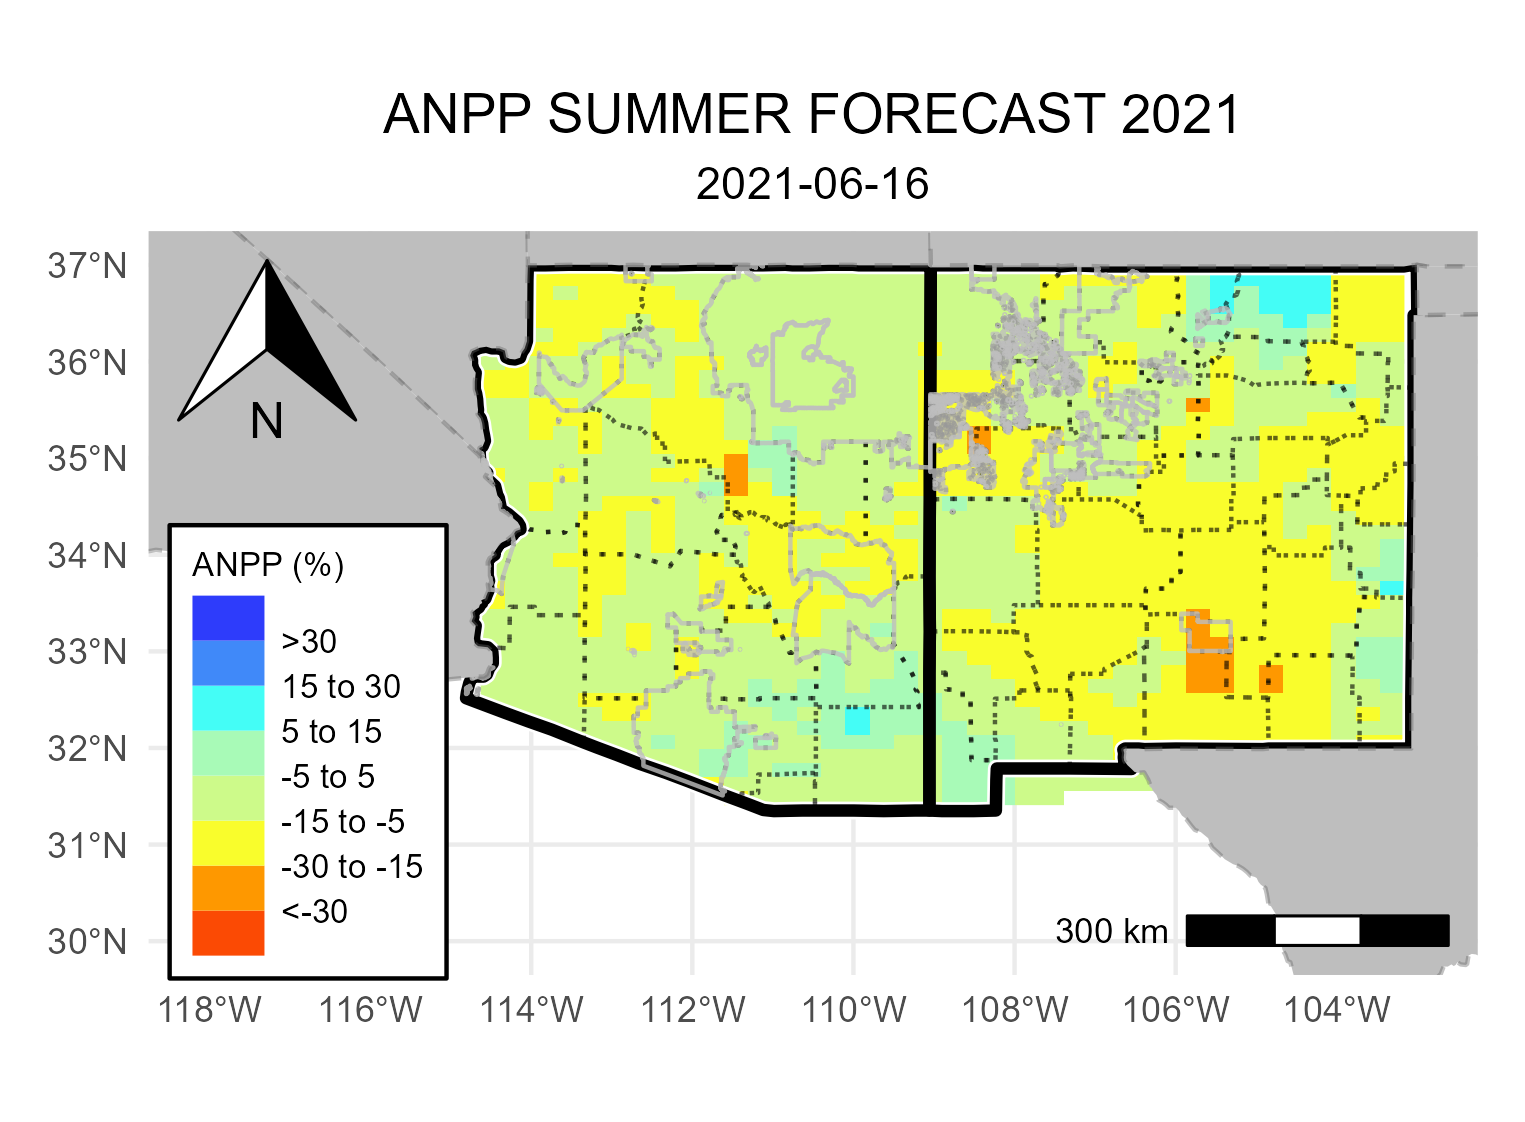 ANPP SUMMER FORECAST 2021
2021-06-16
37°N
36°N
35°N
34°N
33°N
32°N
31°N
30°N
N
ANPP (%)
>30
15 to 30
5 to 15
-5 to 5
-15 to -5
-30 to -15
<-30
300 km
118°W 116°W 114°W 112°W 110°W 108°W 106°W 104°W